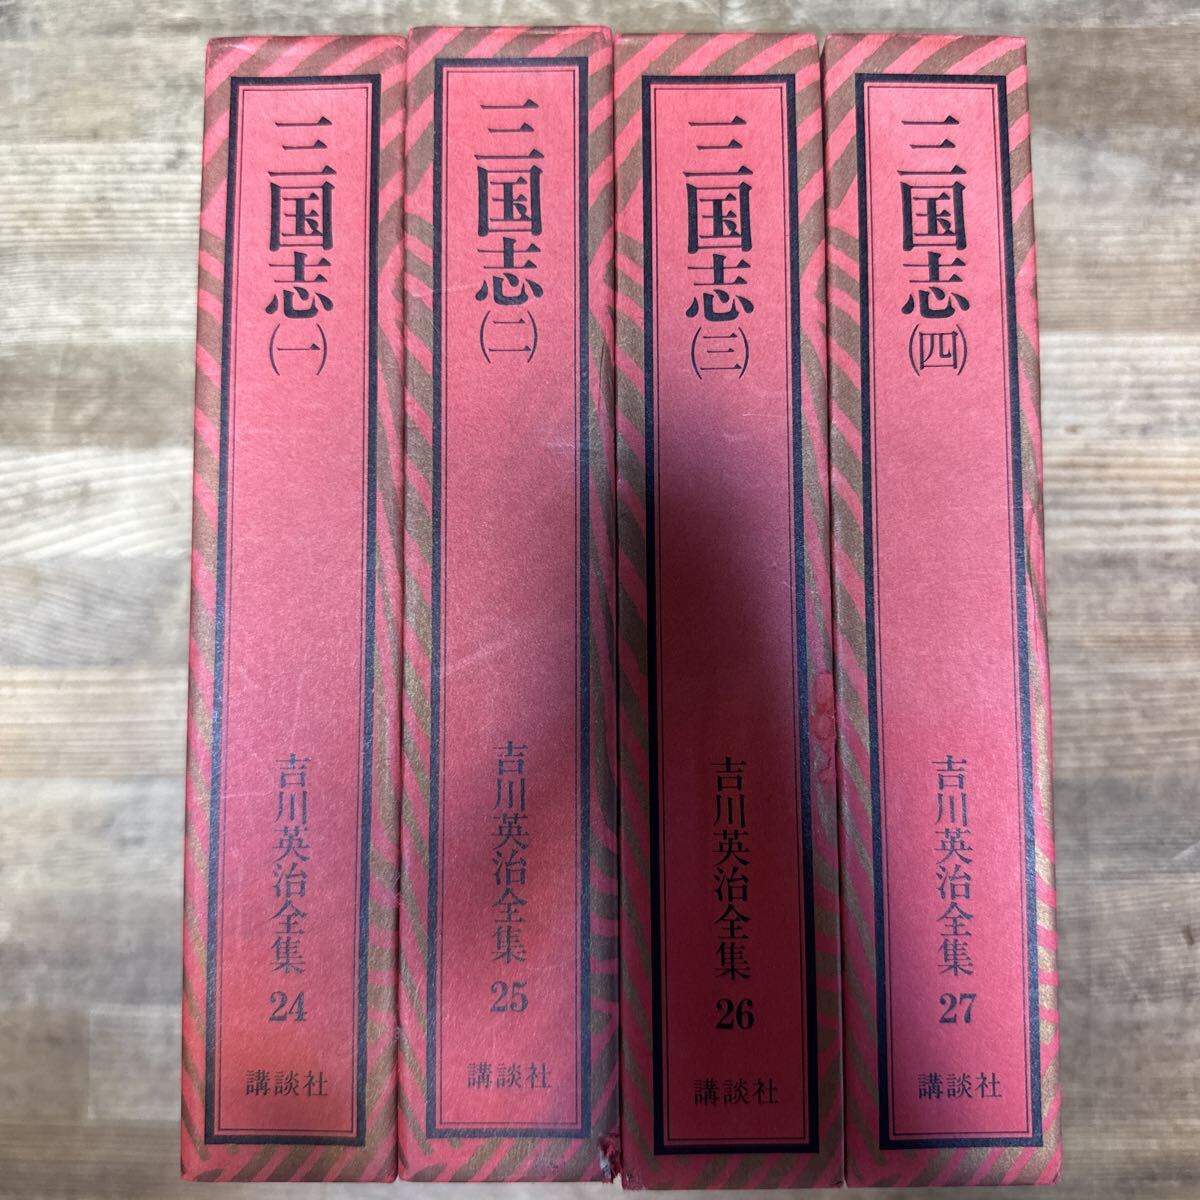 三国志(一)
吉川英治全集 24
講談社
三国志(二)
吉川英治全集 25
講談社
三国志(三)
吉川英治全集 26
講談社
三国志(四)
吉川英治全集 27
講談社